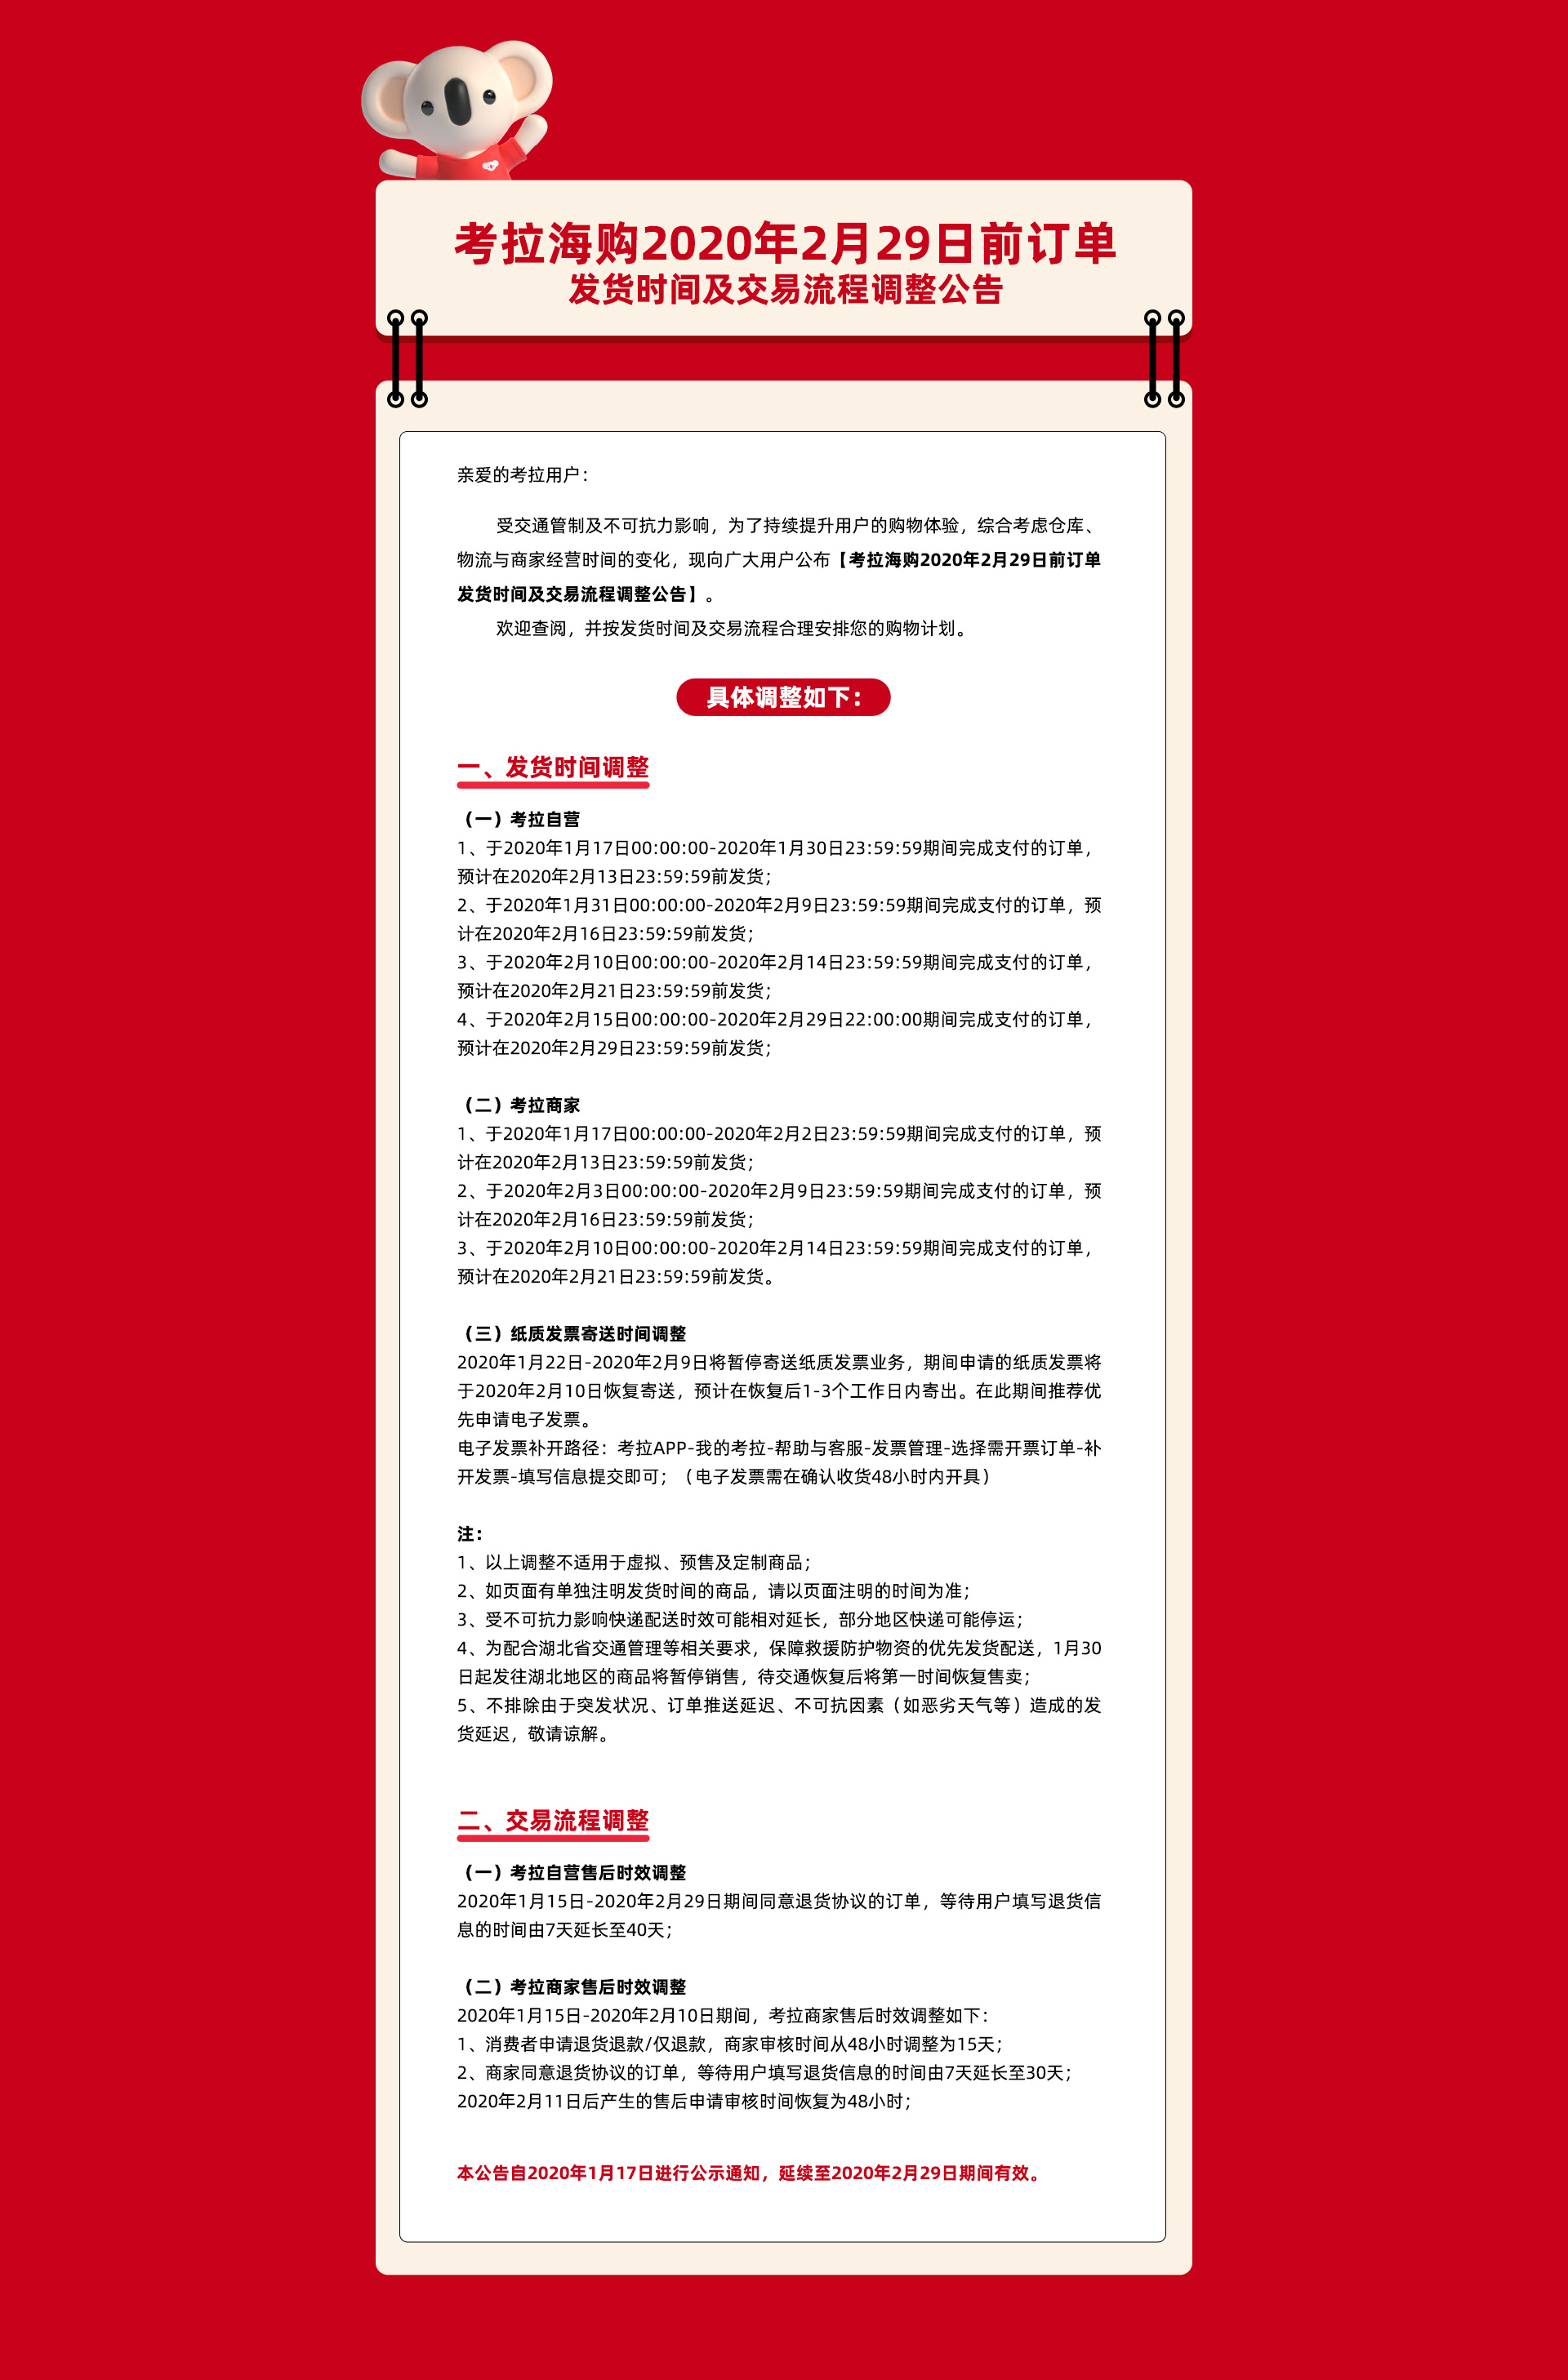 考拉海购2020年2月29日前订单
发货时间及交易流程调整公告
亲爱的考拉用户：
受交通管制及不可抗力影响，为了持续提升用户的购物体验，综合考虑仓库、
物流与商家经营时间的变化，现向广大用户公布【考拉海购2020年2月29日前订单
发货时间及交易流程调整公告】。
欢迎查阅，并按发货时间及交易流程合理安排您的购物计划。
具体调整如下：
一、发货时间调整
（一）考拉自营
1、于2020年1月17日00:00:00-2020年1月30日23:59:59期间完成支付的订单，
预计在2020年2月13日23:59:59前发货；
2、于2020年1月31日00:00:00-2020年2月9日23:59:59期间完成支付的订单，预
计在2020年2月16日23:59:59前发货；
3、于2020年2月10日00:00:00-2020年2月14日23:59:59期间完成支付的订单，
预计在2020年2月21日23:59:59前发货；
4、于2020年2月15日00:00:00-2020年2月29日22:00:00期间完成支付的订单，
预计在2020年2月29日23:59:59前发货；
（二）考拉商家
1、于2020年1月17日00:00:00-2020年2月2日23:59:59期间完成支付的订单，预
计在2020年2月13日23:59:59前发货；
2、于2020年2月3日00:00:00-2020年2月9日23:59:59期间完成支付的订单，预
计在2020年2月16日23:59:59前发货；
3、于2020年2月10日00:00:00-2020年2月14日23:59:59期间完成支付的订单，
预计在2020年2月21日23:59:59前发货。
（三）纸质发票寄送时间调整
2020年1月22日-2020年2月9日将暂停寄送纸质发票业务，期间申请的纸质发票将
于2020年2月10日恢复寄送，预计在恢复后1-3个工作日内寄出。在此期间推荐优
先申请电子发票。
电子发票补开路径：考拉APP-我的考拉-帮助与客服-发票管理-选择需开票订单-补
开发票-填写信息提交即可；（电子发票需在确认收货48小时内开具）
注：
1、以上调整不适用于虚拟、预售及定制商品；
2、如页面有单独注明发货时间的商品，请以页面注明的时间为准；
3、受不可抗力影响快递配送时效可能相对延长，部分地区快递可能停运；
4、为配合湖北省交通管理等相关要求，保障救援防护物资的优先发货配送，1月30
日起发往湖北地区的商品将暂停销售，待交通恢复后将第一时间恢复售卖；
5、不排除由于突发状况、订单推送延迟、不可抗因素（如恶劣天气等）造成的发
货延迟，敬请谅解。
二、交易流程调整
（一）考拉自营售后时效调整
2020年1月15日-2020年2月29日期间同意退货协议的订单，等待用户填写退货信
息的时间由7天延长至40天；
（二）考拉商家售后时效调整
2020年1月15日-2020年2月10日期间，考拉商家售后时效调整如下：
1、消费者申请退货退款/仅退款，商家审核时间从48小时调整为15天；
2、商家同意退货协议的订单，等待用户填写退货信息的时间由7天延长至30天；
2020年2月11日后产生的售后申请审核时间恢复为48小时；
本公告自2020年1月17日进行公示通知，延续至2020年2月29日期间有效。